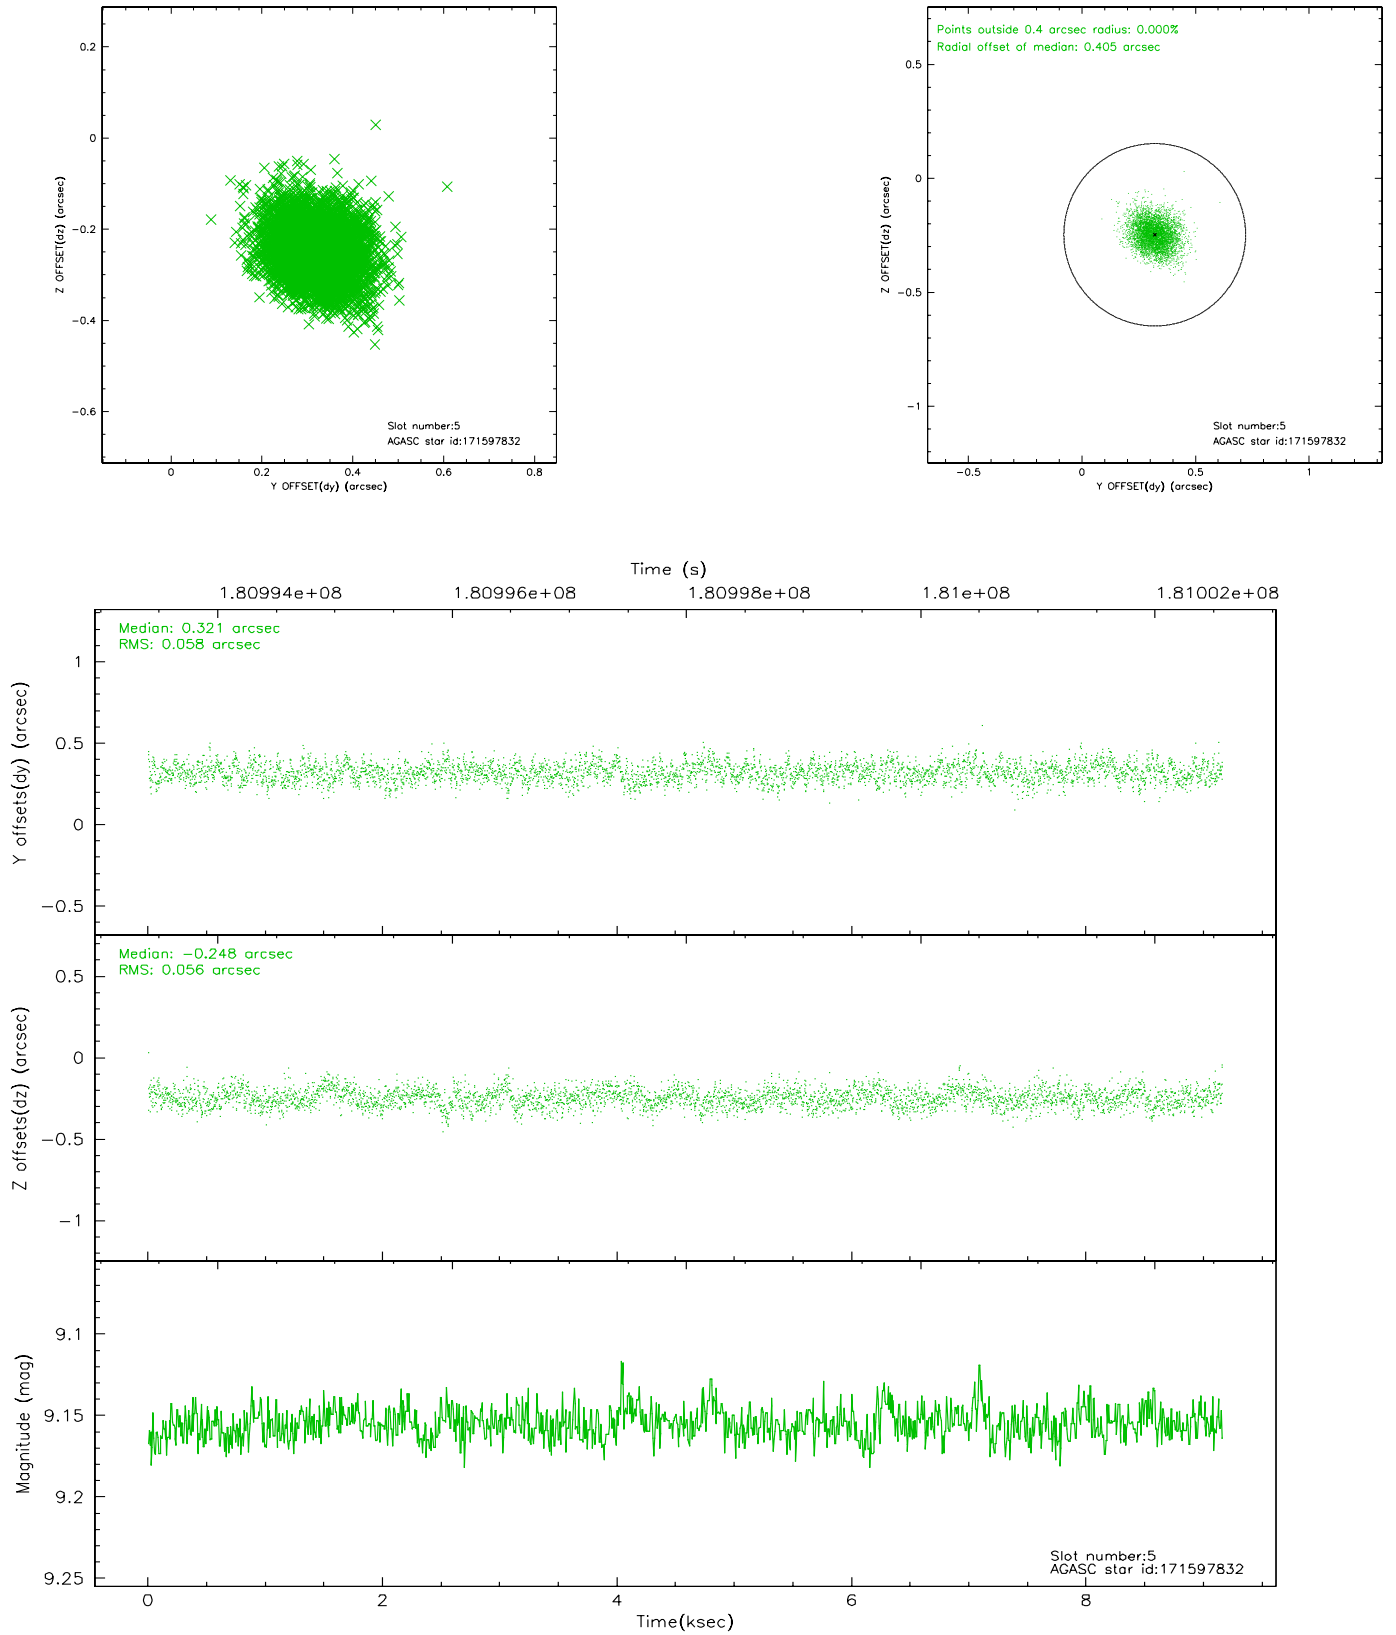 0.2
0
−0.2
−0.4
−0.6
Z OFFSET(dz) (arcsec)
Slot number:5
AGASC star id:171597832
0
0.2
0.4
0.6
0.8
Y OFFSET(dy) (arcsec)
Points outside 0.4 arcsec radius: 0.000%
Radial offset of median: 0.405 arcsec
0.5
0
−0.5
−1
Z OFFSET(dz) (arcsec)
Slot number:5
AGASC star id:171597832
−0.5
0
0.5
1
Y OFFSET(dy) (arcsec)
Time (s)
1.80994e+08
1.80996e+08
1.80998e+08
1.81e+08
1.81002e+08
Median: 0.321 arcsec
RMS: 0.058 arcsec
1
0.5
0
−0.5
Y offsets(dy) (arcsec)
Median: −0.248 arcsec
RMS: 0.056 arcsec
0.5
0
−0.5
−1
Z offsets(dz) (arcsec)
9.1
9.15
9.2
9.25
Magnitude (mag)
Slot number:5
AGASC star id:171597832
0
2
4
6
8
Time(ksec)